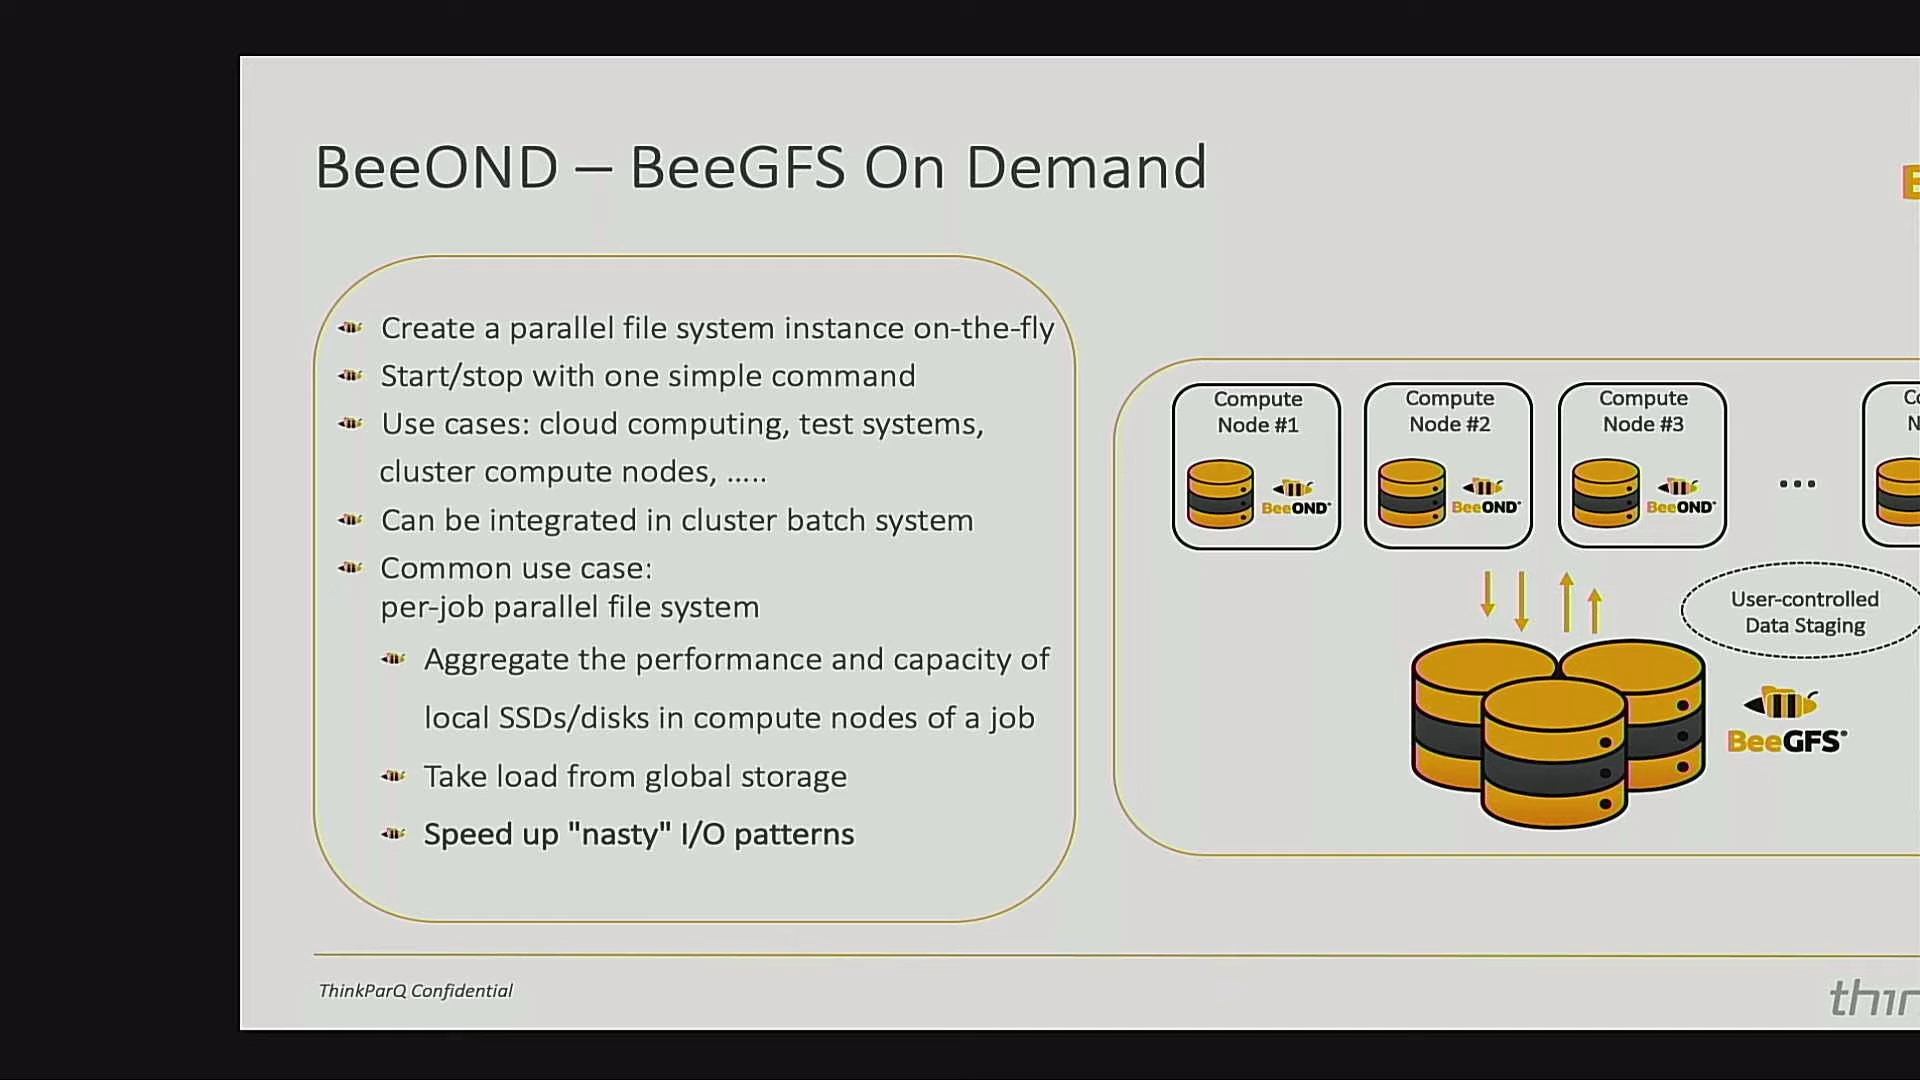 BeeOND – BeeGFS On Demand
Create a parallel file system instance on-the-fly
Start/stop with one simple command
Use cases: cloud computing, test systems,
cluster compute nodes, .....
Can be integrated in cluster batch system
Common use case:
per-job parallel file system
Aggregate the performance and capacity of
local SSDs/disks in compute nodes of a job
Take load from global storage
Speed up "nasty" I/O patterns
Compute
Node #1
BeeOND®
Compute
Node #2
BeeOND®
Compute
Node #3
BeeOND®
...
User-controlled
Data Staging
BeeGFS®
ThinkParQ Confidential